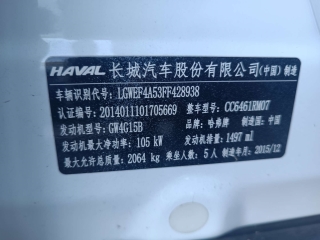 HAVAL 长城汽车股份有限公司(中国)制造
车辆识别代号: LGWEF4A53FF428938
认证编号: 2014011101705669 整车型号: CC6461RM07
发动机型号: GW4G15B 品牌: 哈弗牌 制造国: 中国
发动机最大净功率: 105 kW 发动机排量: 1497 ml
最大允许总质量: 2064 kg 乘坐人数: 5人 制造年月: 2015/12